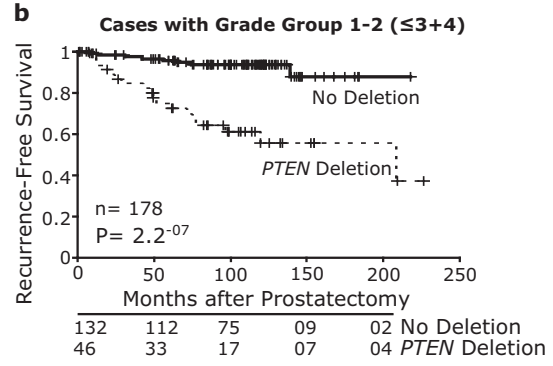 b
Cases with Grade Group 1-2 (≤3+4)
Recurrence-Free Survival
1
0.8
0.6
0.4
0.2
0
No Deletion
PTEN Deletion
n= 178
P= 2.2-07
0 50 100 150 200 250
Months after Prostatectomy
132 112 75 09 02 No Deletion
46 33 17 07 04 PTEN Deletion